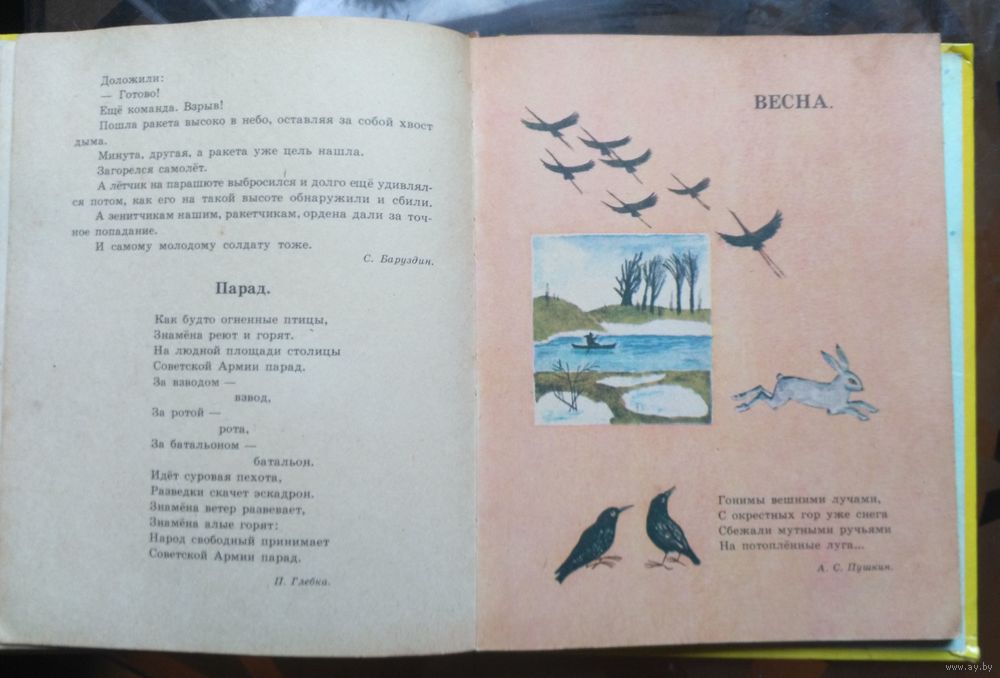 Доложили:
— Готово!
Ещё команда. Взрыв!
Пошла ракета высоко в небо, оставляя за собой хвост
дыма.
Минута, другая, а ракета уже цель нашла.
Загорелся самолёт.
А лётчик на парашюте выбросился и долго ещё удивлял-
ся потом, как его на такой высоте обнаружили и сбили.
А зенитчикам нашим, ракетчикам, ордена дали за точ-
ное попадание.
И самому молодому солдату тоже.
С. Баруздин.
Парад.
Как будто огненные птицы,
Знамёна реют и горят.
На людной площади столицы
Советской Армии парад.
За взводом —
взвод,
За ротой —
рота,
За батальоном —
батальон.
Идёт суровая пехота,
Разведки скачет эскадрон.
Знамёна ветер развевает,
Знамёна алые горят:
Народ свободный принимает
Советской Армии парад.
П. Глебка.
ВЕСНА.
Гонимы вешними лучами,
С окрестных гор уже снега
Сбежали мутными ручьями
На потоплённые луга...
А. С. Пушкин.
www.ay.by